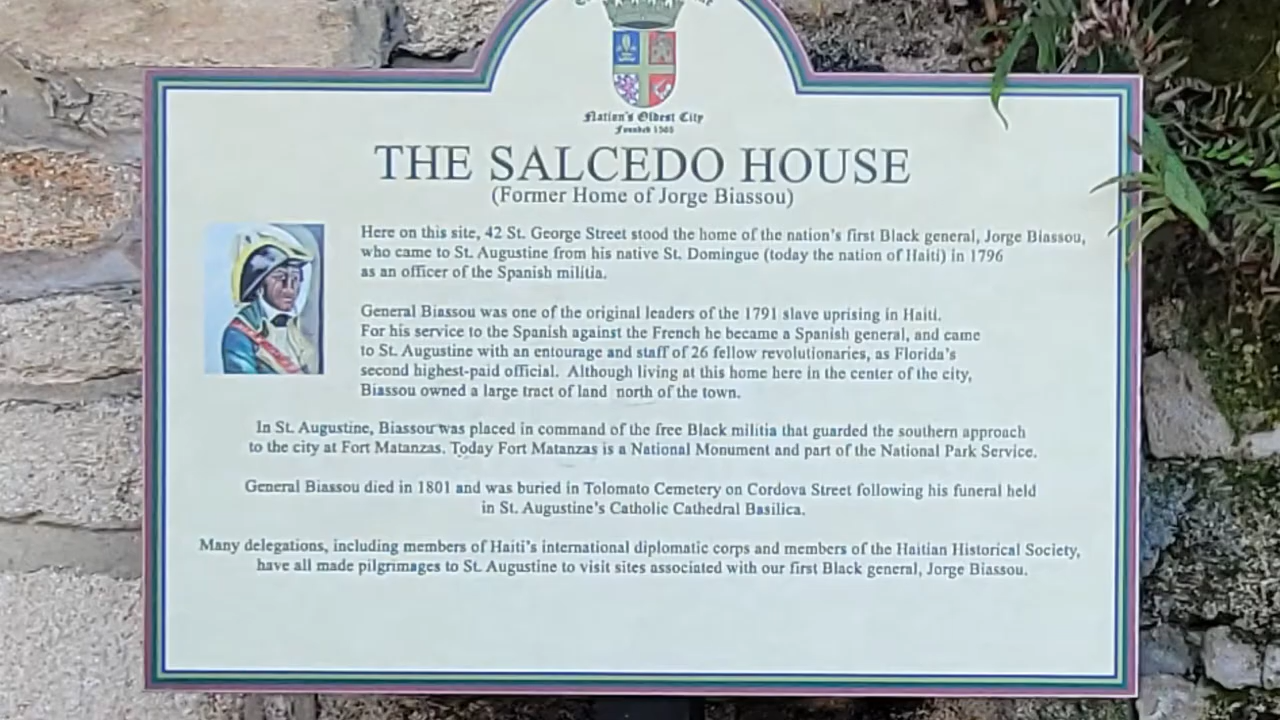 Nation's Oldest City
Founded 1565
THE SALCEDO HOUSE
(Former Home of Jorge Biassou)
Here on this site, 42 St. George Street stood the home of the nation's first Black general, Jorge Biassou,
who came to St. Augustine from his native St. Domingue (today the nation of Haiti) in 1796
as an officer of the Spanish militia.
General Biassou was one of the original leaders of the 1791 slave uprising in Haiti.
For his service to the Spanish against the French he became a Spanish general, and came
to St. Augustine with an entourage and staff of 26 fellow revolutionaries, as Florida's
second highest-paid official. Although living at this home here in the center of the city,
Biassou owned a large tract of land north of the town.
In St. Augustine, Biassou was placed in command of the free Black militia that guarded the southern approach
to the city at Fort Matanzas. Today Fort Matanzas is a National Monument and part of the National Park Service.
General Biassou died in 1801 and was buried in Tolomato Cemetery on Cordova Street following his funeral held
in St. Augustine's Catholic Cathedral Basilica.
Many delegations, including members of Haiti's international diplomatic corps and members of the Haitian Historical Society,
have all made pilgrimages to St. Augustine to visit sites associated with our first Black general, Jorge Biassou.